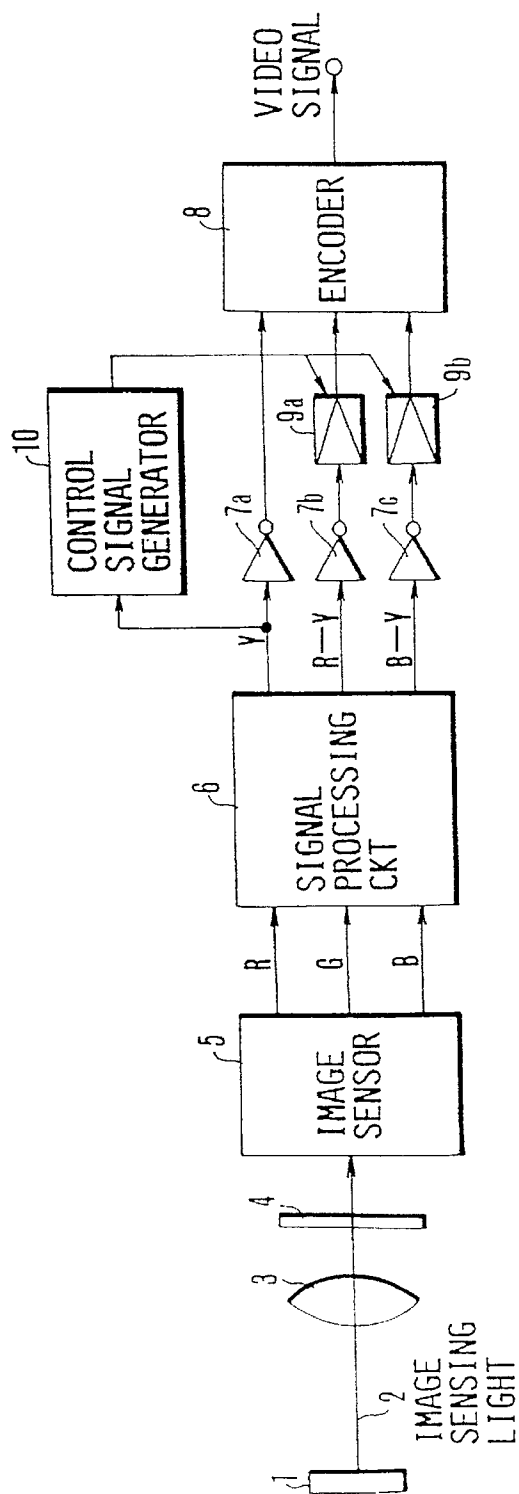 1
2
IMAGE
SENSING
LIGHT
3
4
5
IMAGE
SENSOR
R
G
B
6
SIGNAL
PROCESSING
CKT
Y
R—Y
B—Y
10
CONTROL
SIGNAL
GENERATOR
7a
7b
7c
9a
9b
8
ENCODER
VIDEO
SIGNAL